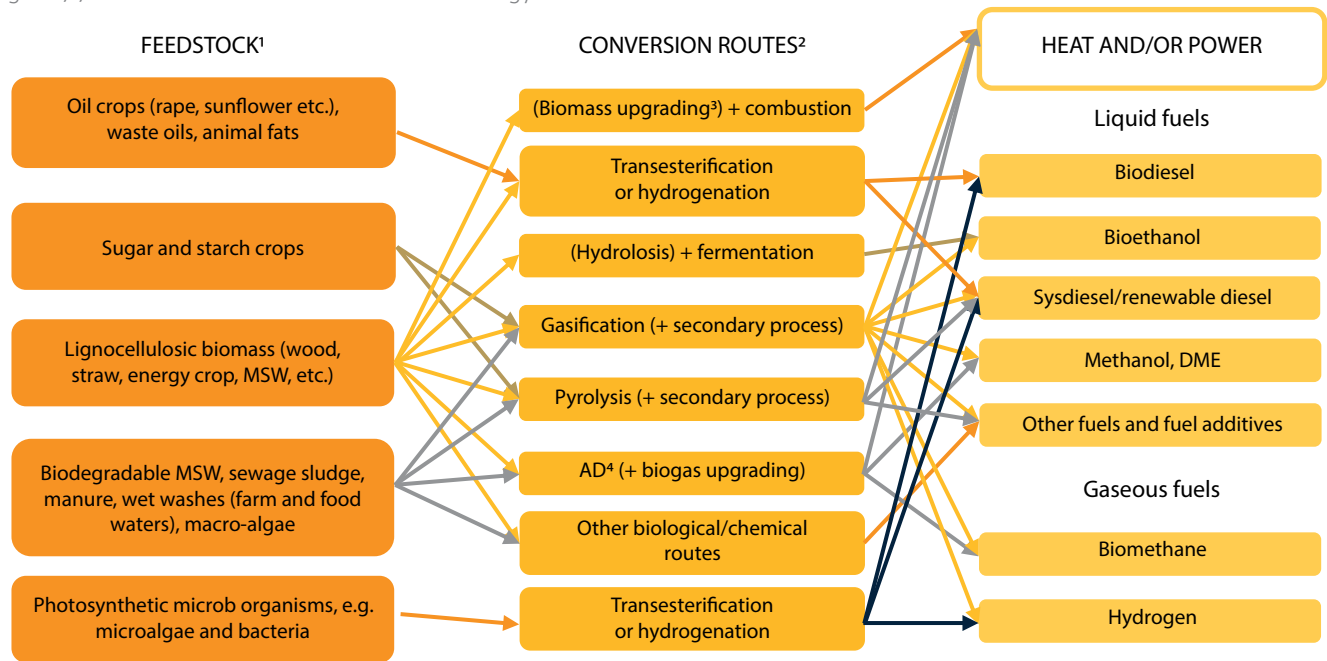 FEEDSTOCK¹
CONVERSION ROUTES²
HEAT AND/OR POWER
Oil crops (rape, sunflower etc.),
waste oils, animal fats
Sugar and starch crops
Lignocellulosic biomass (wood,
straw, energy crop, MSW, etc.)
Biodegradable MSW, sewage sludge,
manure, wet washes (farm and food
waters), macro-algae
Photosynthetic microb organisms, e.g.
microalgae and bacteria
(Biomass upgrading³) + combustion
Transesterification
or hydrogenation
(Hydrolosis) + fermentation
Gasification (+ secondary process)
Pyrolysis (+ secondary process)
AD⁴ (+ biogas upgrading)
Other biological/chemical
routes
Transesterification
or hydrogenation
Liquid fuels
Biodiesel
Bioethanol
Sysdiesel/renewable diesel
Methanol, DME
Other fuels and fuel additives
Gaseous fuels
Biomethane
Hydrogen